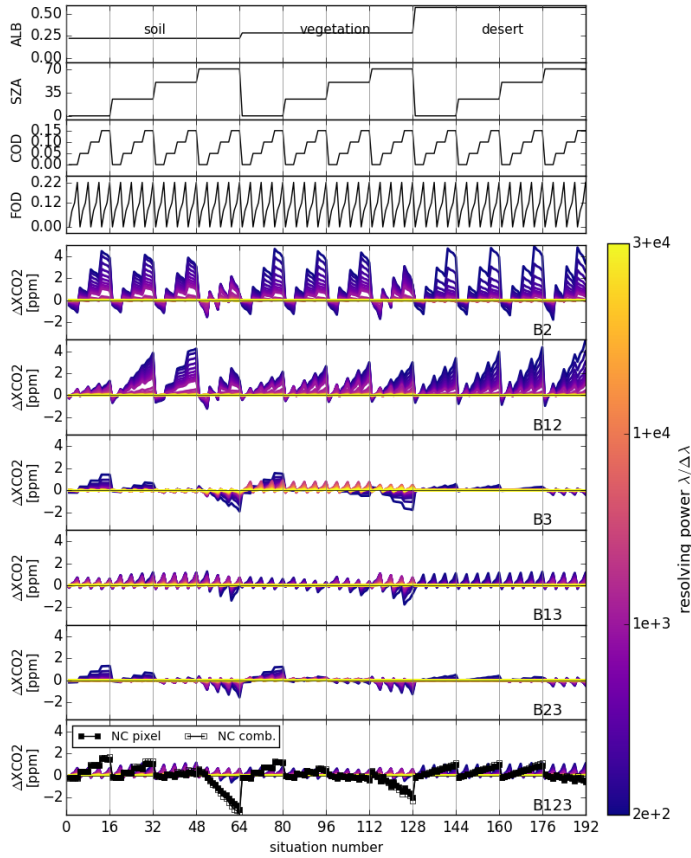 soil vegetation desert
ALB
0.50
0.25
0.00
SZA
70
35
0
COD
0.15
0.10
0.05
0.00
FOD
0.22
0.12
0.00
ΔXCO2
[ppm]
4
2
0
−2
B2
ΔXCO2
[ppm]
4
2
0
−2
B12
ΔXCO2
[ppm]
4
2
0
−2
B3
ΔXCO2
[ppm]
4
2
0
−2
B13
ΔXCO2
[ppm]
4
2
0
−2
B23
ΔXCO2
[ppm]
4
2
0
−2
NC pixel NC comb.
B123
0 16 32 48 64 80 96 112 128 144 160 176 192
situation number
3e+4
1e+4
1e+3
2e+2
resolving power λ/Δλ